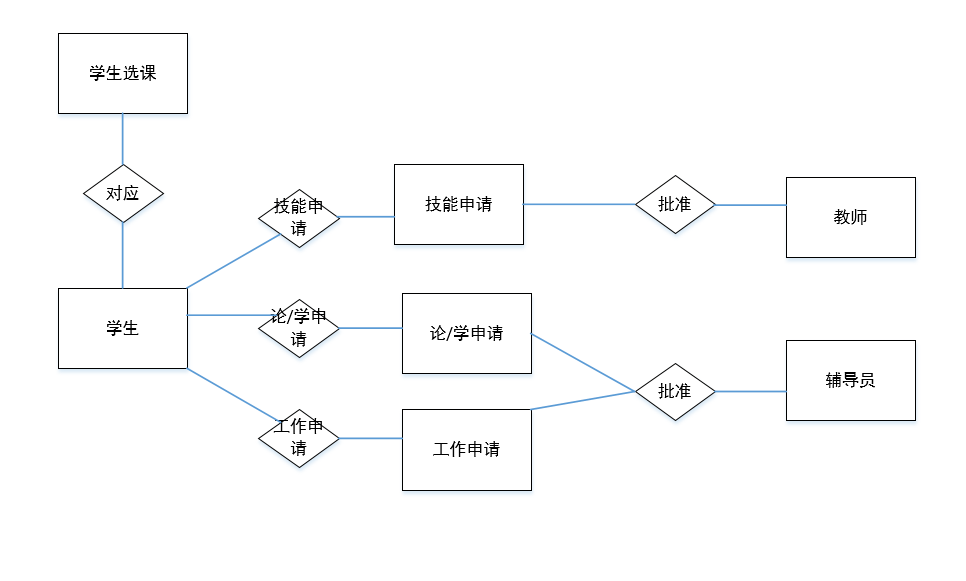 学生选课
对应
技能申
请
技能申请
批准
教师
学生
论/学申
请
论/学申请
批准
辅导员
工作申
请
工作申请